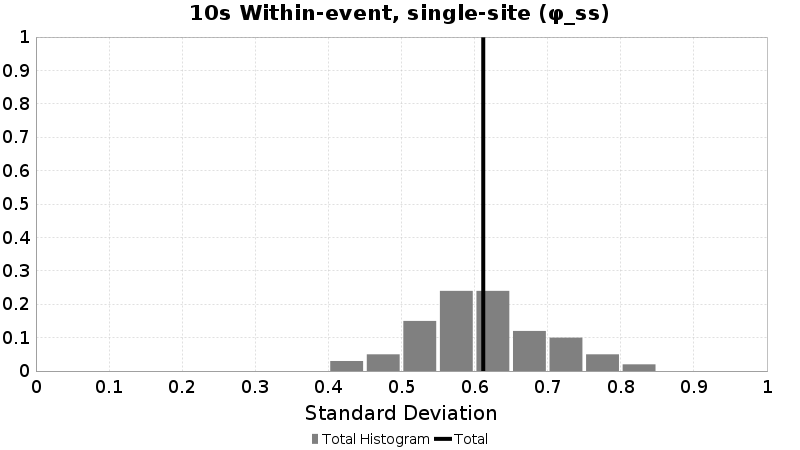 10s Within-event, single-site (φ_ss)
1
0.9
0.8
0.7
0.6
0.5
0.4
0.3
0.2
0.1
0
0 0.1 0.2 0.3 0.4 0.5 0.6 0.7 0.8 0.9 1
Standard Deviation
Total Histogram Total